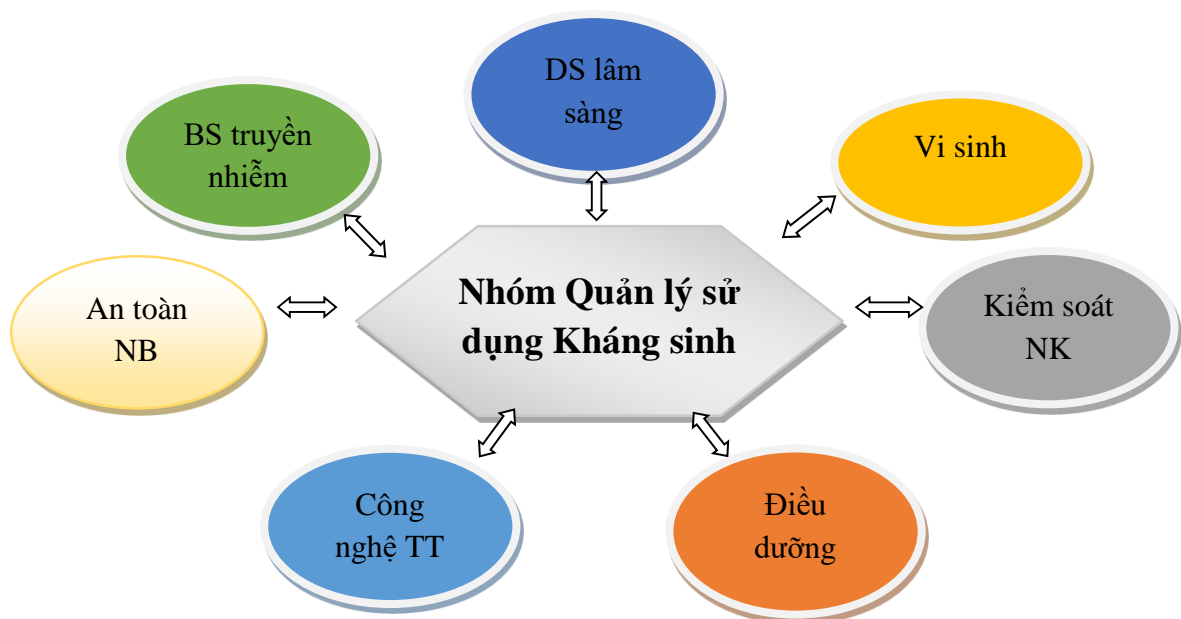 DS lâm
sàng
BS truyền
nhiễm
Vi sinh
An toàn
NB
Nhóm Quản lý sử
dụng Kháng sinh
Kiểm soát
NK
Công
nghệ TT
Điều
dưỡng